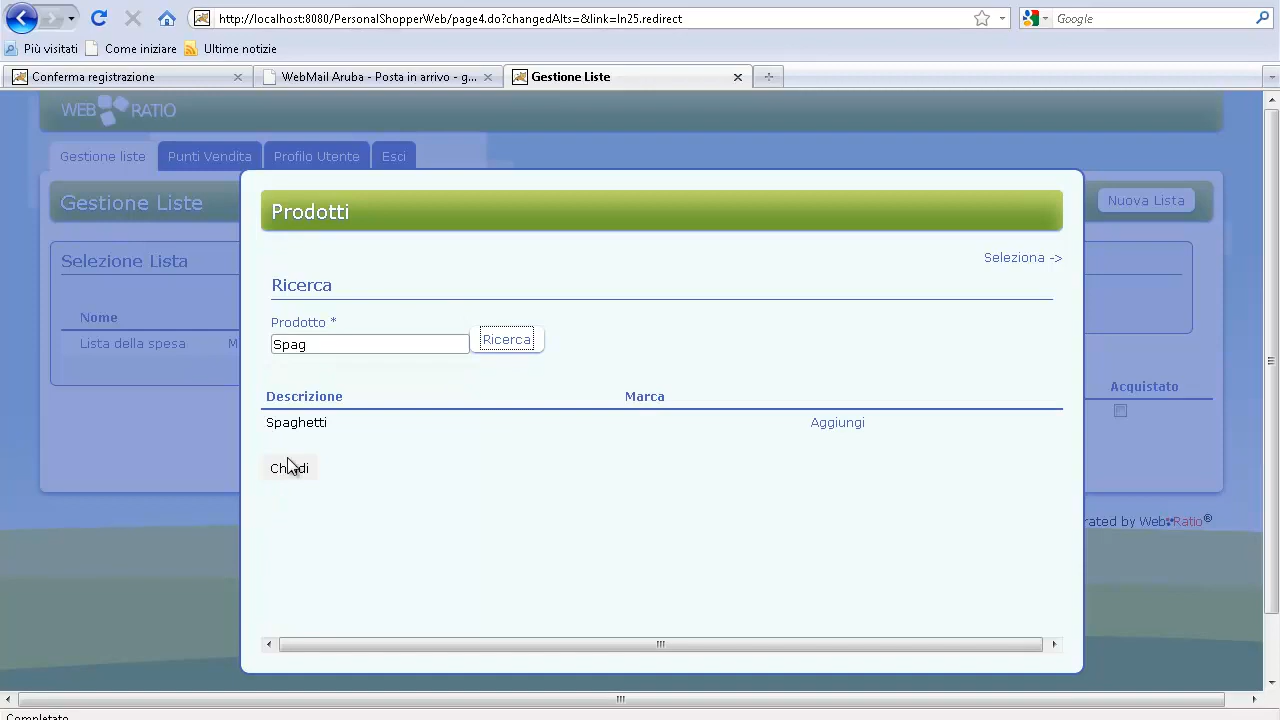 http://localhost:8080/PersonalShopperWeb/page4.do?changedAlts=&link=ln25.redirect
Google
Più visitati Come iniziare Ultime notizie
Conferma registrazione WebMail Aruba - Posta in arrivo - g... Gestione Liste
WEB RATIO
Gestione liste Punti Vendita Profilo Utente Esci
Gestione Liste
Nuova Lista
Prodotti
Selezione Lista
Seleziona ->
Ricerca
Nome
Prodotto *
Lista della spesa M
Spag
Ricerca
Acquistato
Descrizione Marca
Spaghetti Aggiungi
rated by WebRatio®
Completato